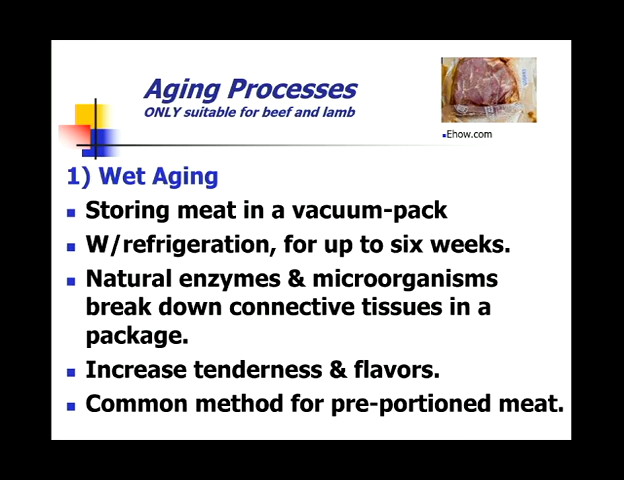 Aging Processes
ONLY suitable for beef and lamb
Ehow.com
1) Wet Aging
Storing meat in a vacuum-pack
W/refrigeration, for up to six weeks.
Natural enzymes & microorganisms
break down connective tissues in a
package.
Increase tenderness & flavors.
Common method for pre-portioned meat.